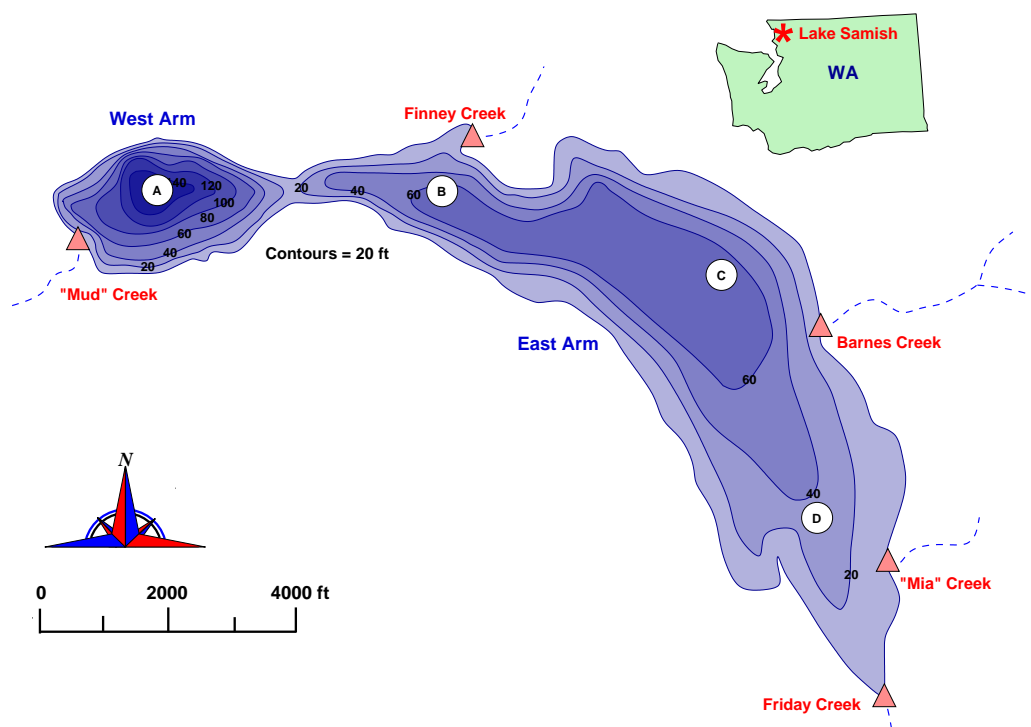 Lake Samish
WA
Finney Creek
West Arm
A
140
120
100
80
60
40
20
20
40
60
B
Contours = 20 ft
"Mud" Creek
C
East Arm
Barnes Creek
60
40
D
20
"Mia" Creek
Friday Creek
N
0 2000 4000 ft